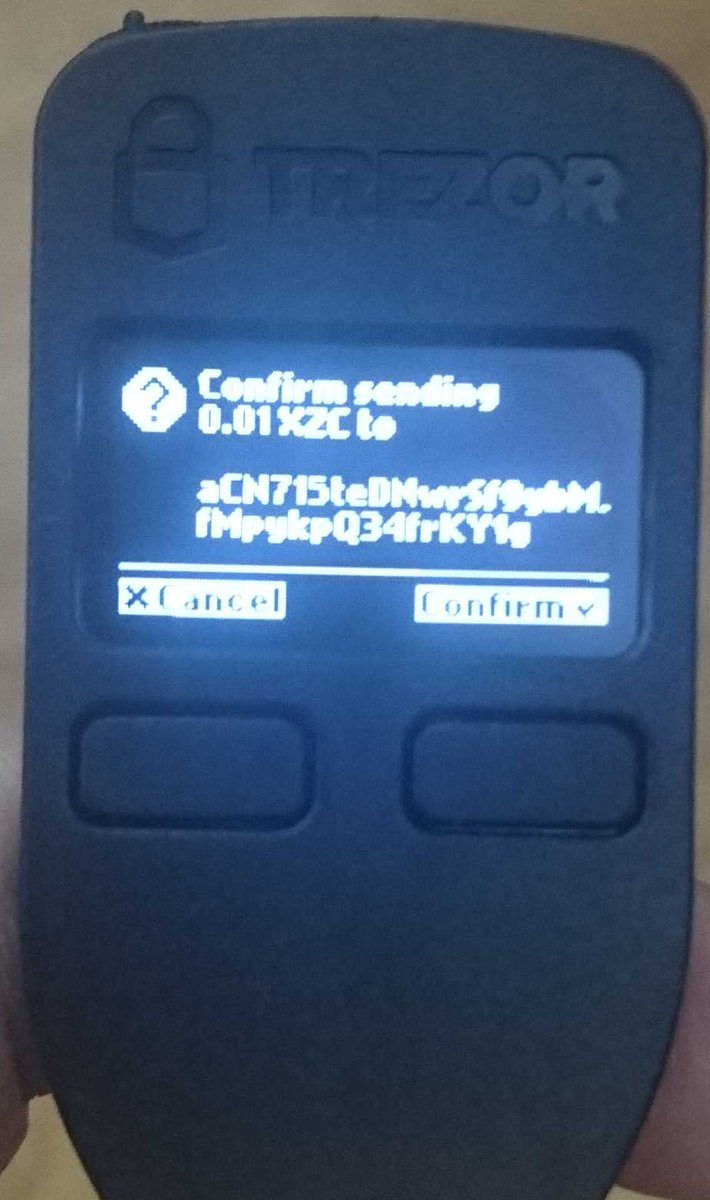 TREZOR
Confirm sending
0.01 XZC to
aCN715teDMwrSf9ybM.
fMpykpQ34frKY1g
Cancel
Confirm